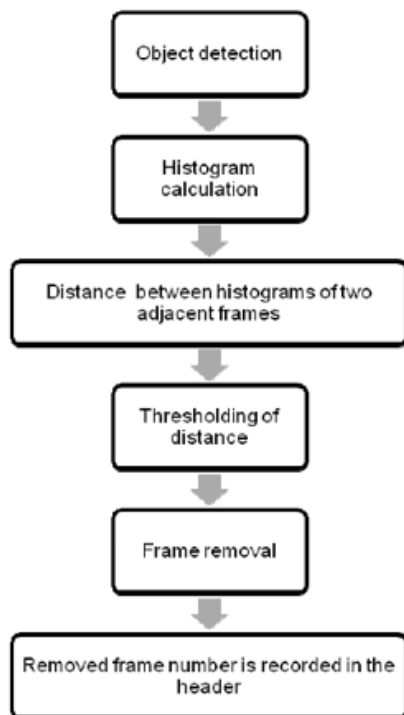 Object detection
Histogram
calculation
Distance between histograms of two
adjacent frames
Thresholding of
distance
Frame removal
Removed frame number is recorded in the
header